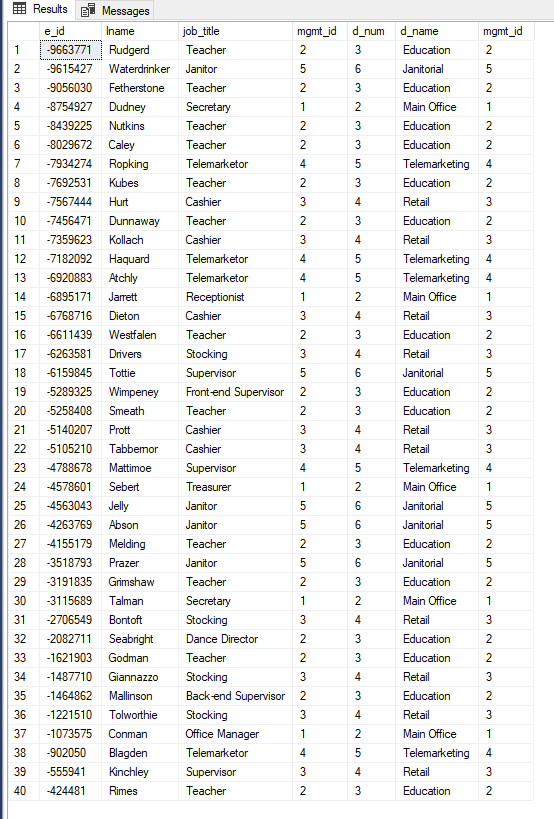 Results Messages
e_id lname job_title mgmt_id d_num d_name mgmt_id
1 -9663771 Rudgerd Teacher 2 3 Education 2
2 -9615427 Waterdrinker Janitor 5 6 Janitorial 5
3 -9056030 Fetherstone Teacher 2 3 Education 2
4 -8754927 Dudney Secretary 1 2 Main Office 1
5 -8439225 Nutkins Teacher 2 3 Education 2
6 -8029672 Caley Teacher 2 3 Education 2
7 -7934274 Ropking Telemarketor 4 5 Telemarketing 4
8 -7692531 Kubes Teacher 2 3 Education 2
9 -7567444 Hurt Cashier 3 4 Retail 3
10 -7456471 Dunnaway Teacher 2 3 Education 2
11 -7359623 Kollach Cashier 3 4 Retail 3
12 -7182092 Haquard Telemarketor 4 5 Telemarketing 4
13 -6920883 Atchly Telemarketor 4 5 Telemarketing 4
14 -6895171 Jarrett Receptionist 1 2 Main Office 1
15 -6768716 Dieton Cashier 3 4 Retail 3
16 -6611439 Westfalen Teacher 2 3 Education 2
17 -6263581 Drivers Stocking 3 4 Retail 3
18 -6159845 Tottie Supervisor 5 6 Janitorial 5
19 -5289325 Wimpeney Front-end Supervisor 2 3 Education 2
20 -5258408 Smeath Teacher 2 3 Education 2
21 -5140207 Prott Cashier 3 4 Retail 3
22 -5105210 Tabbernor Cashier 3 4 Retail 3
23 -4788678 Mattimoe Supervisor 4 5 Telemarketing 4
24 -4578601 Sebert Treasurer 1 2 Main Office 1
25 -4563043 Jelly Janitor 5 6 Janitorial 5
26 -4263769 Abson Janitor 5 6 Janitorial 5
27 -4155179 Melding Teacher 2 3 Education 2
28 -3518793 Prazer Janitor 5 6 Janitorial 5
29 -3191835 Grimshaw Teacher 2 3 Education 2
30 -3115689 Talman Secretary 1 2 Main Office 1
31 -2706549 Bontoft Stocking 3 4 Retail 3
32 -2082711 Seabright Dance Director 2 3 Education 2
33 -1621903 Godman Teacher 2 3 Education 2
34 -1487710 Giannazzo Stocking 3 4 Retail 3
35 -1464862 Mallinson Back-end Supervisor 2 3 Education 2
36 -1221510 Tolworthie Stocking 3 4 Retail 3
37 -1073575 Conman Office Manager 1 2 Main Office 1
38 -902050 Blagden Telemarketor 4 5 Telemarketing 4
39 -555941 Kinchley Supervisor 3 4 Retail 3
40 -424481 Rimes Teacher 2 3 Education 2